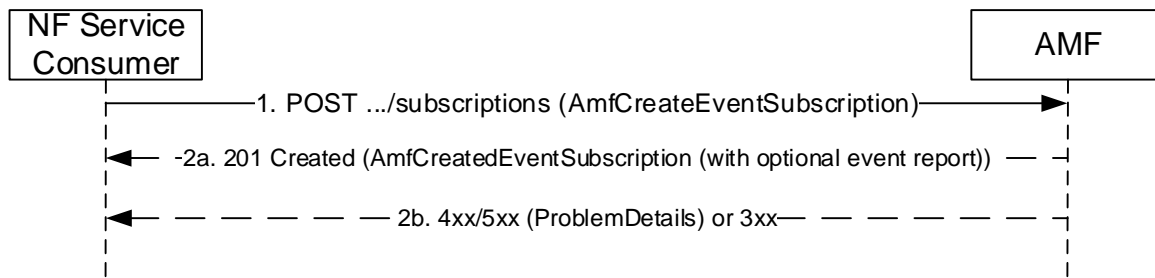 NF Service
Consumer
AMF
1. POST .../subscriptions (AmfCreateEventSubscription)
2a. 201 Created (AmfCreatedEventSubscription (with optional event report))
2b. 4xx/5xx (ProblemDetails) or 3xx